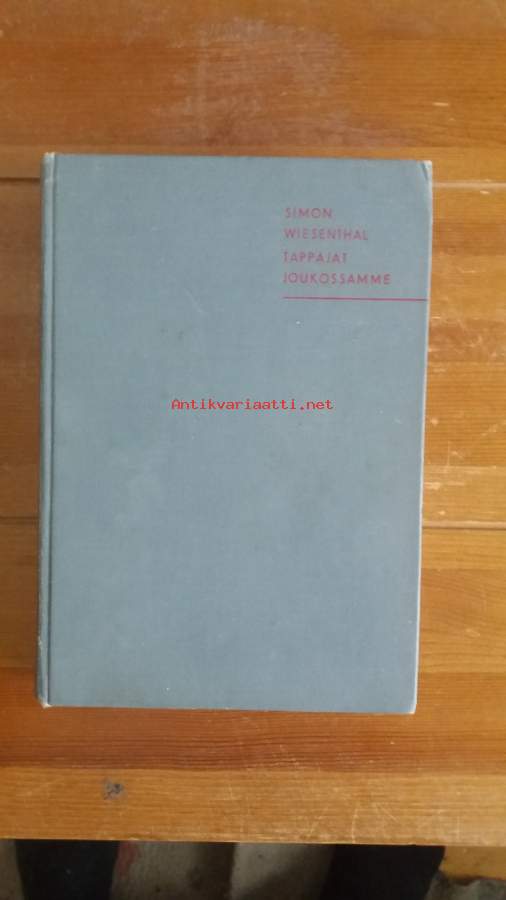 SIMON
WIESENTHAL
TAPPAJAT
JOUKOSSAMME
Antikvariaatti.net